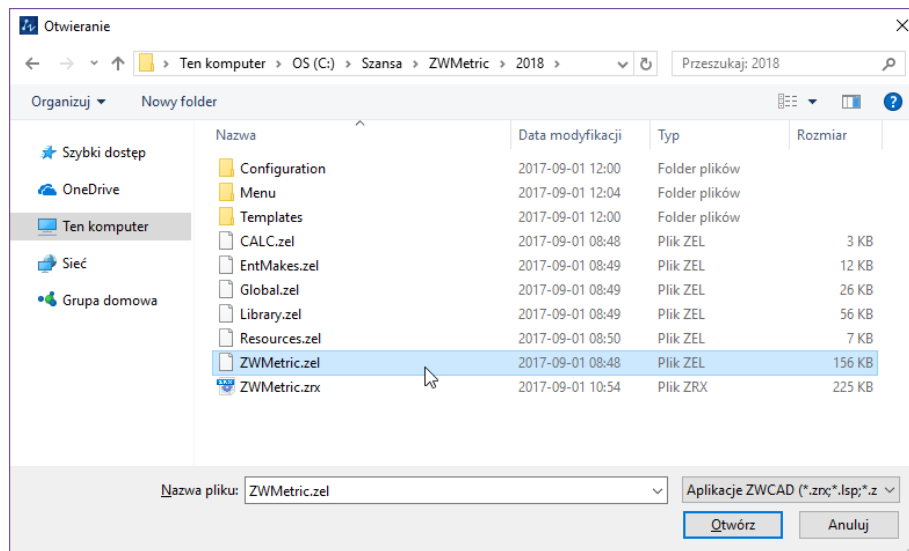 Otwieranie
Ten komputer > OS (C:) > Szansa > ZWMetric > 2018 >
Przeszukaj: 2018
Organizuj Nowy folder
Nazwa Data modyfikacji Typ Rozmiar
Szybki dostęp
OneDrive
Ten komputer
Sieć
Grupa domowa
Configuration 2017-09-01 12:00 Folder plików
Menu 2017-09-01 12:04 Folder plików
Templates 2017-09-01 12:00 Folder plików
CALC.zel 2017-09-01 08:48 Plik ZEL 3 KB
EntMakes.zel 2017-09-01 08:49 Plik ZEL 12 KB
Global.zel 2017-09-01 08:49 Plik ZEL 26 KB
Library.zel 2017-09-01 08:49 Plik ZEL 56 KB
Resources.zel 2017-09-01 08:50 Plik ZEL 7 KB
ZWMetric.zel 2017-09-01 08:48 Plik ZEL 156 KB
ZWMetric.zrx 2017-09-01 10:54 Plik ZRX 225 KB
Nazwa pliku: ZWMetric.zel Aplikacje ZWCAD (*.zrx;*.lsp;*.z
Otwórz Anuluj